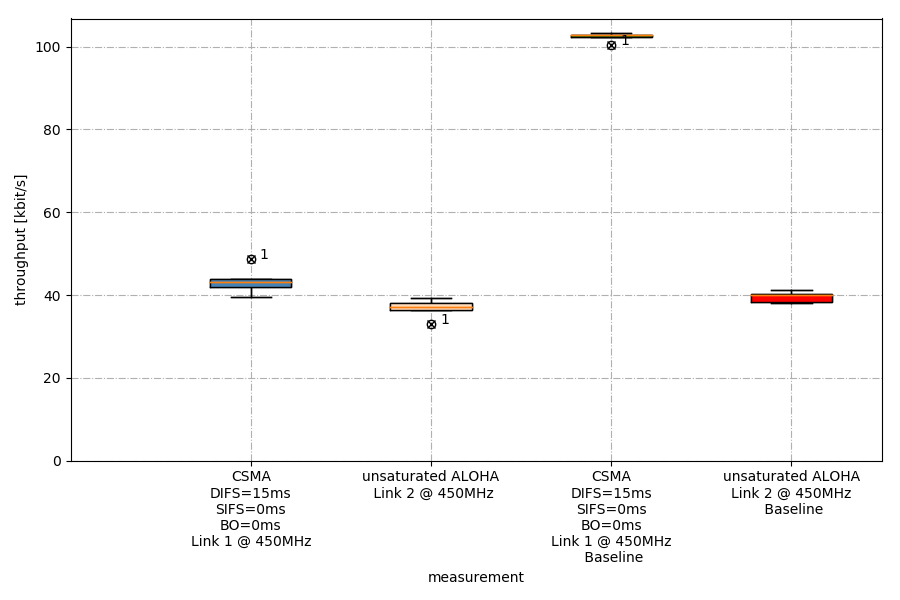 throughput [kbit/s]
100
80
60
40
20
0
1
1
1
CSMA
DIFS=15ms
SIFS=0ms
BO=0ms
Link 1 @ 450MHz
unsaturated ALOHA
Link 2 @ 450MHz
CSMA
DIFS=15ms
SIFS=0ms
BO=0ms
Link 1 @ 450MHz
Baseline
unsaturated ALOHA
Link 2 @ 450MHz
Baseline
measurement